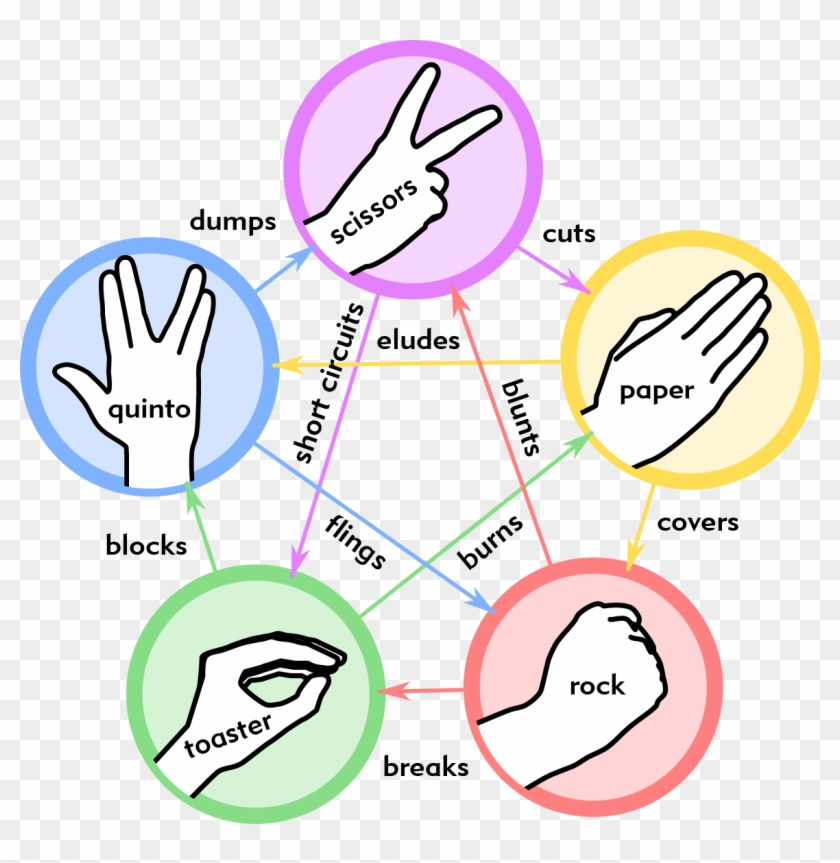 scissors
dumps
cuts
quinto
short circuits
eludes
blunts
paper
blocks
flings
burns
covers
toaster
rock
breaks